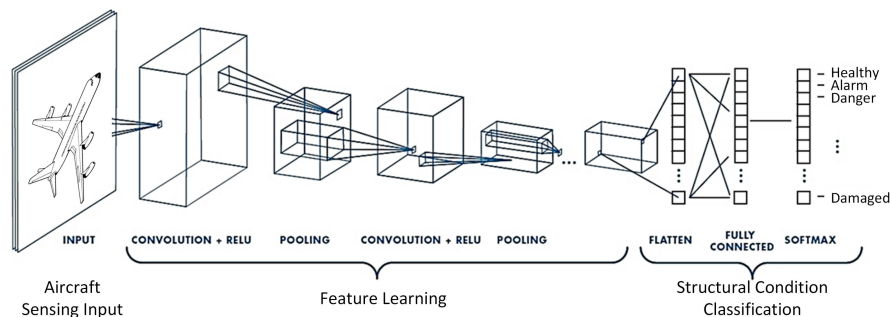 Healthy
Alarm
Danger
Damaged
INPUT
CONVOLUTION + RELU
POOLING
CONVOLUTION + RELU
POOLING
FLATTEN
FULLY
CONNECTED
SOFTMAX
Aircraft
Sensing Input
Feature Learning
Structural Condition
Classification